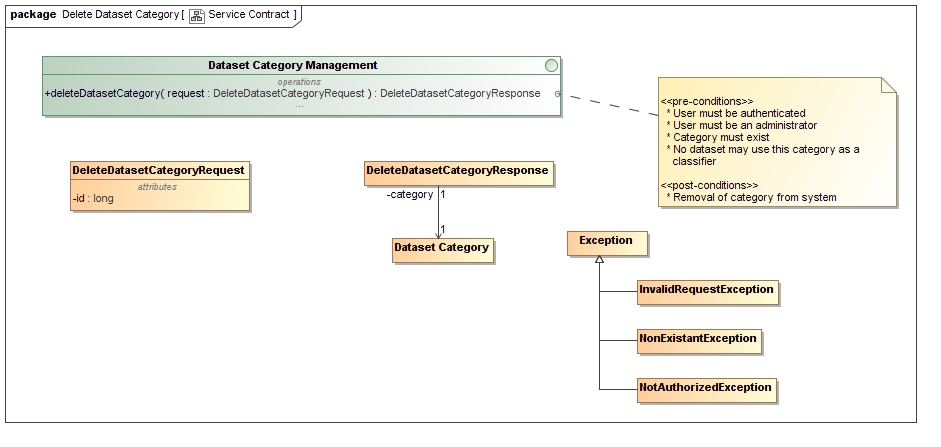 package Delete Dataset Category [ Service Contract ]
Dataset Category Management
operations
+deleteDatasetCategory( request : DeleteDatasetCategoryRequest ) : DeleteDatasetCategoryResponse
...
<<pre-conditions>>
* User must be authenticated
* User must be an administrator
* Category must exist
* No dataset may use this category as a
classifier
<<post-conditions>>
* Removal of category from system
DeleteDatasetCategoryRequest
attributes
-id : long
DeleteDatasetCategoryResponse
-category 1
1
Dataset Category
Exception
InvalidRequestException
NonExistantException
NotAuthorizedException